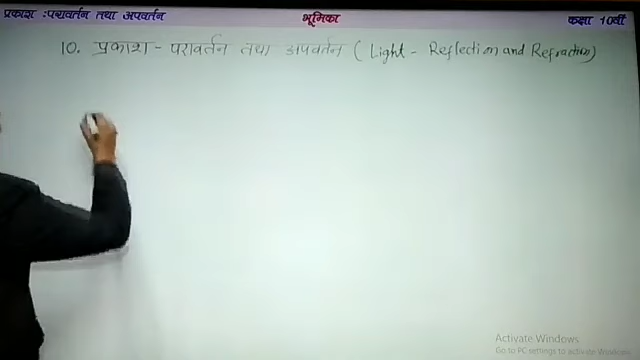 प्रकाश :परावर्तन तथा अपवर्तन भूमिका कक्षा 10वीं
10. प्रकाश - परावर्तन तथा अपवर्तन ( Light - Reflection and Refraction)
Activate Windows
Go to PC settings to activate Windows.